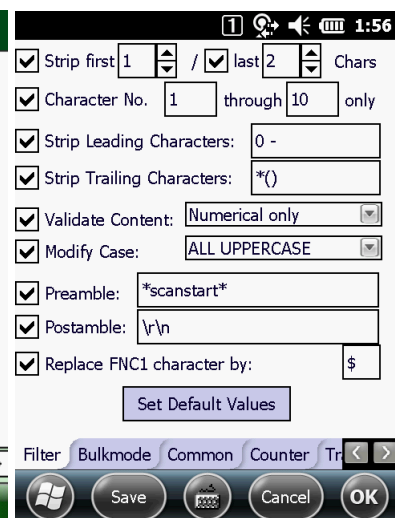 1 1:56
Strip first 1 / last 2 Chars
Character No. 1 through 10 only
Strip Leading Characters: 0 -
Strip Trailing Characters: *()
Validate Content: Numerical only
Modify Case: ALL UPPERCASE
Preamble: *scanstart*
Postamble: \r\n
Replace FNC1 character by: $
Set Default Values
Filter Bulkmode Common Counter
Save Cancel OK